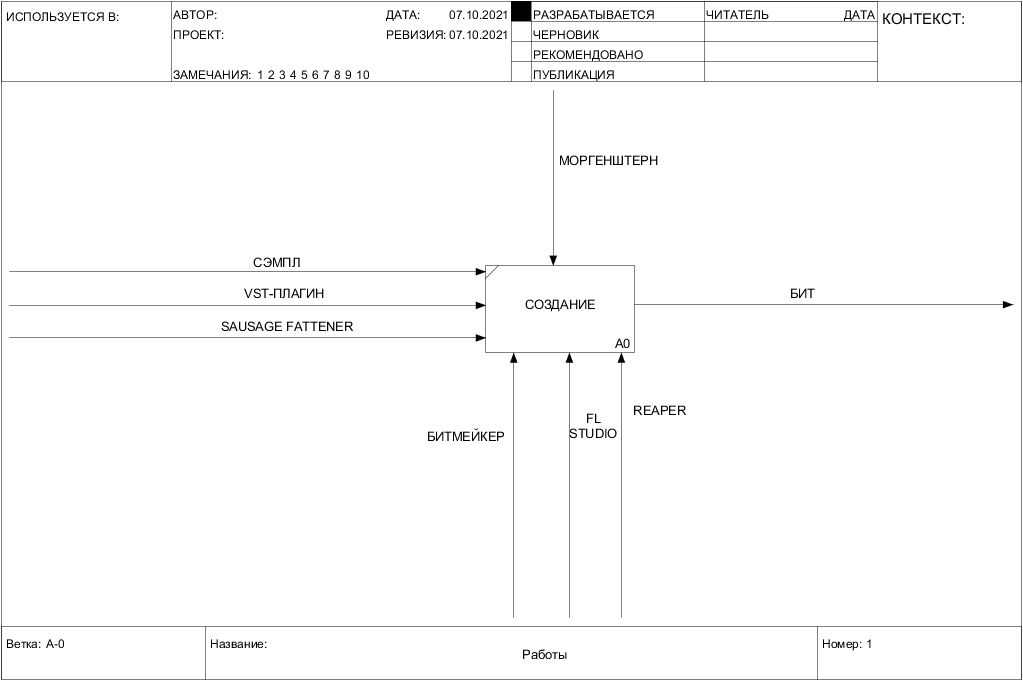 ИСПОЛЬЗУЕТСЯ В:
АВТОР:
ДАТА: 07.10.2021
РАЗРАБАТЫВАЕТСЯ
ЧИТАТЕЛЬ
ДАТА
КОНТЕКСТ:
ПРОЕКТ:
РЕВИЗИЯ: 07.10.2021
ЧЕРНОВИК
РЕКОМЕНДОВАНО
ЗАМЕЧАНИЯ: 1 2 3 4 5 6 7 8 9 10
ПУБЛИКАЦИЯ
МОРГЕНШТЕРН
СЭМПЛ
VST-ПЛАГИН
SAUSAGE FATTENER
СОЗДАНИЕ
A0
БИТ
БИТМЕЙКЕР
FL
STUDIO
REAPER
Ветка: A-0
Название:
Работы
Номер: 1